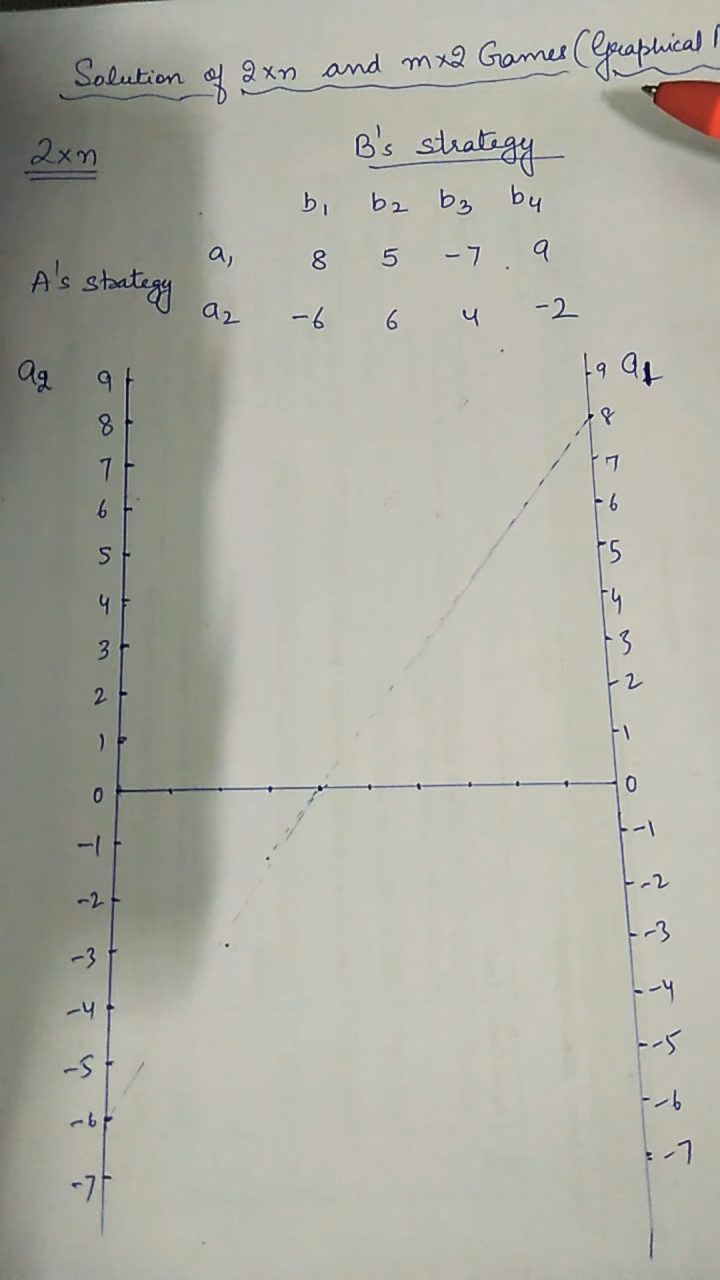 Solution of 2×n and m×2 Games (Graphical
2×n
B's strategy
b1 b2 b3 b4
a1 8 5 -7 9
A's strategy
a2 -6 6 4 -2
a2 9 9 a1
8 8
7 7
6 6
5 5
4 4
3 3
2 2
1 1
0 0
-1 -1
-2 -2
-3 -3
-4 -4
-5 -5
-6 -6
-7 -7